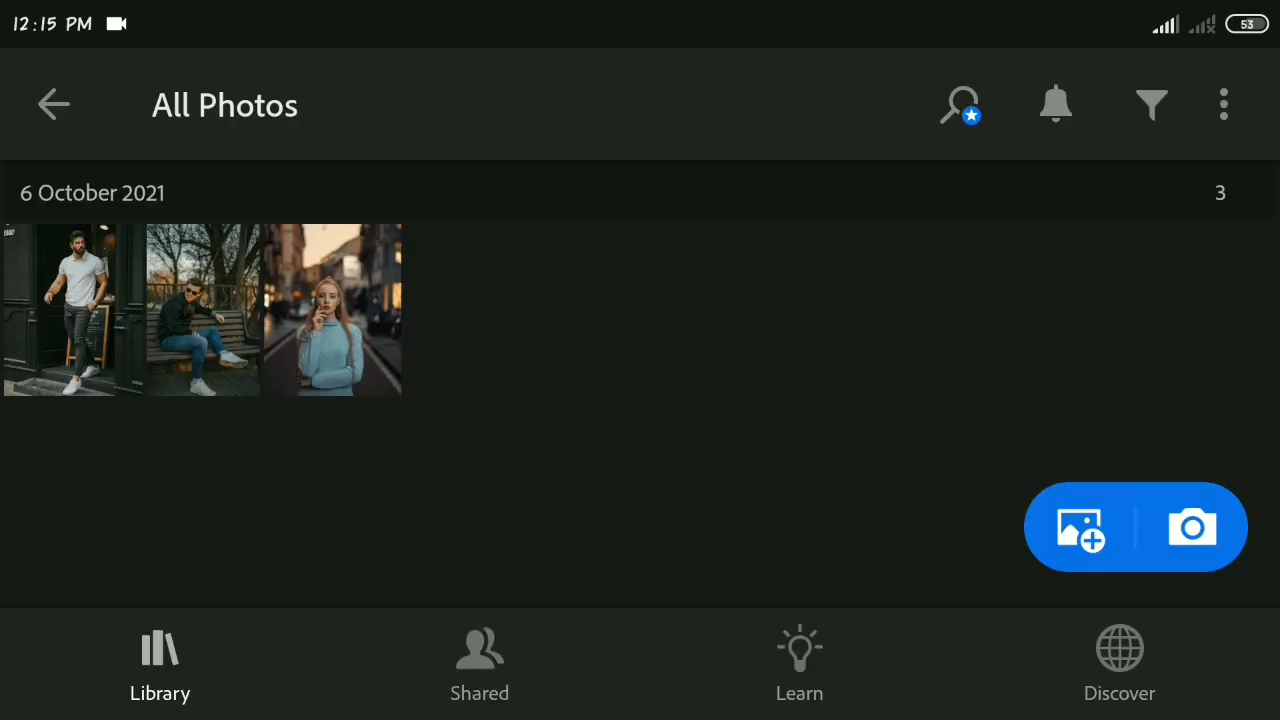 12:15 PM
53
All Photos
6 October 2021
3
Library
Shared
Learn
Discover